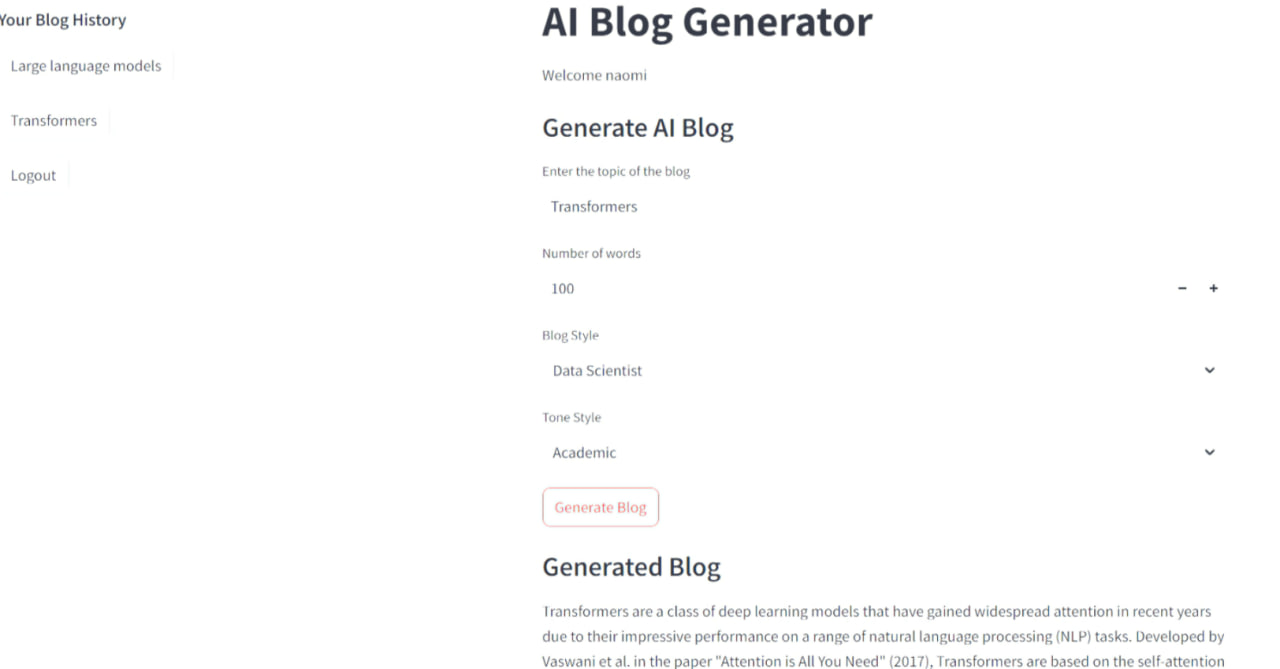 Your Blog History
Large language models
Transformers
Logout
AI Blog Generator
Welcome naomi
Generate AI Blog
Enter the topic of the blog
Transformers
Number of words
100
Blog Style
Data Scientist
Tone Style
Academic
Generate Blog
Generated Blog
Transformers are a class of deep learning models that have gained widespread attention in recent years
due to their impressive performance on a range of natural language processing (NLP) tasks. Developed by
Vaswani et al. in the paper "Attention is All You Need" (2017), Transformers are based on the self-attention